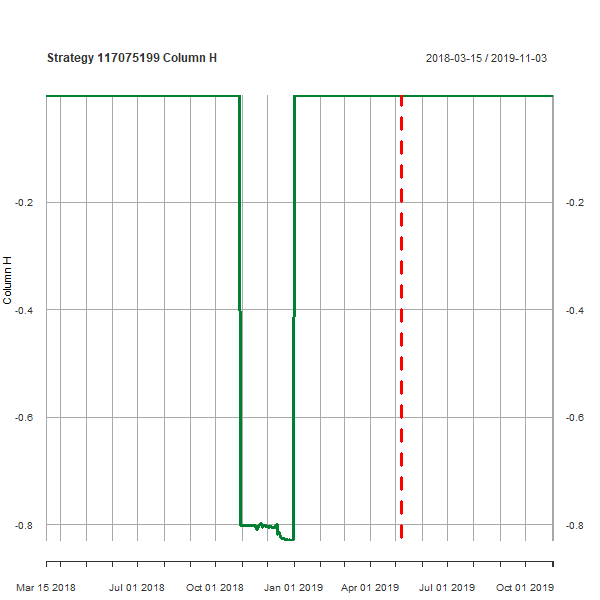 Strategy 117075199 Column H 2018-03-15 / 2019-11-03
-0.2 -0.2
-0.4 -0.4
-0.6 -0.6
-0.8 -0.8
Column H
Mar 15 2018 Jul 01 2018 Oct 01 2018 Jan 01 2019 Apr 01 2019 Jul 01 2019 Oct 01 2019